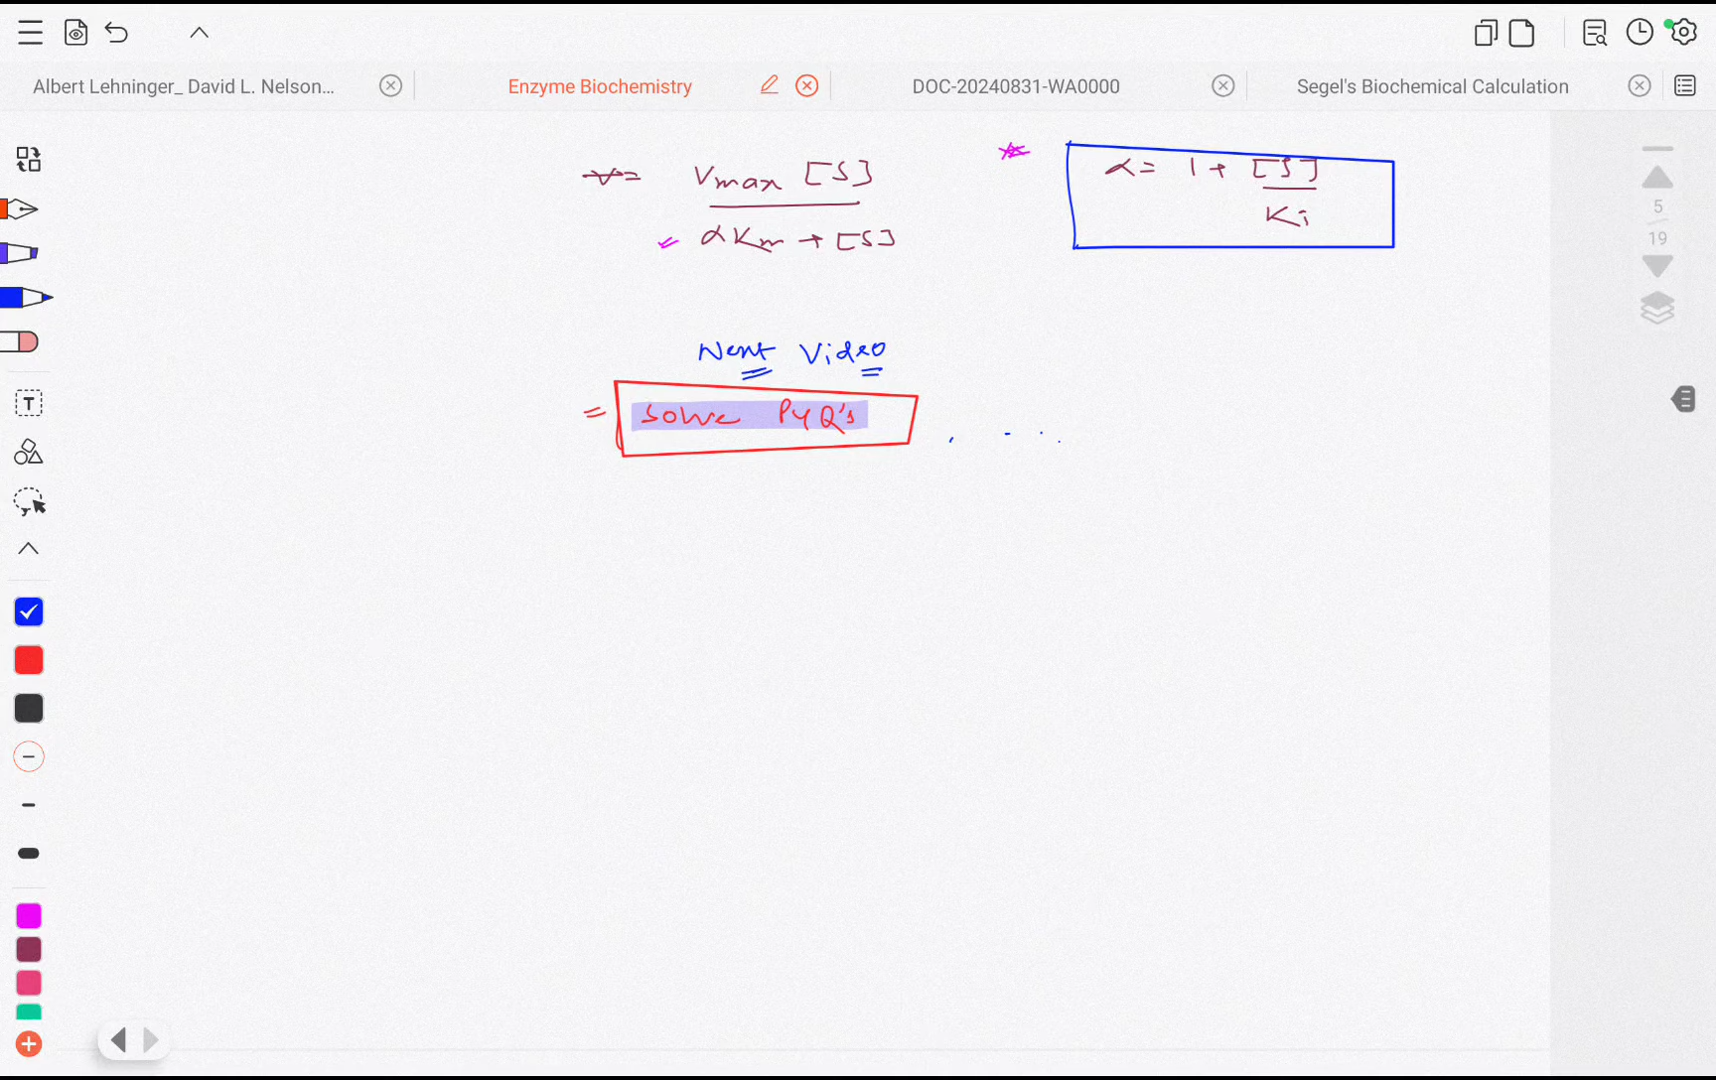 Albert Lehninger_ David L. Nelson...
Enzyme Biochemistry
DOC-20240831-WA0000
Segel's Biochemical Calculation
V= Vmax [S]
αKm + [S]
α= 1 + [S]
Ki
5
19
T
Next Video
= Solve PYQ's